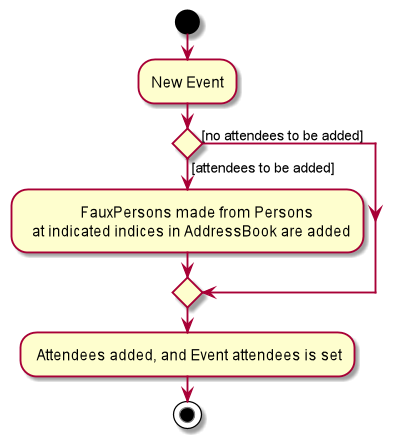 New Event
[no attendees to be added]
[attendees to be added]
FauxPersons made from Persons
at indicated indices in AddressBook are added
Attendees added, and Event attendees is set